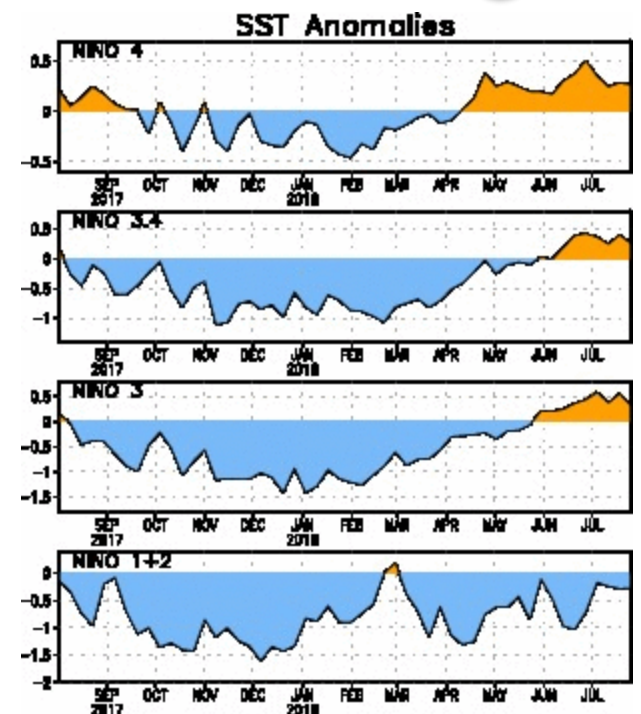 SST Anomalies
NINO 4
0.5
0
-0.5
SEP OCT NOV DEC JAN FEB MAR APR MAY JUN JUL
2017 2018
NINO 3.4
0.5
0
-0.5
-1
SEP OCT NOV DEC JAN FEB MAR APR MAY JUN JUL
2017 2018
NINO 3
0.5
0
-0.5
-1
-1.5
SEP OCT NOV DEC JAN FEB MAR APR MAY JUN JUL
2017 2018
NINO 1+2
0
-0.5
-1
-1.5
-2
SEP OCT NOV DEC JAN FEB MAR APR MAY JUN JUL
2017 2018